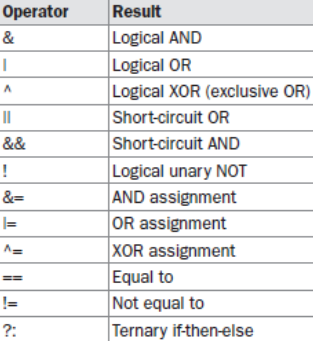 Operator Result
& Logical AND
| Logical OR
^ Logical XOR (exclusive OR)
|| Short-circuit OR
&& Short-circuit AND
! Logical unary NOT
&= AND assignment
|= OR assignment
^= XOR assignment
== Equal to
!= Not equal to
?: Ternary if-then-else